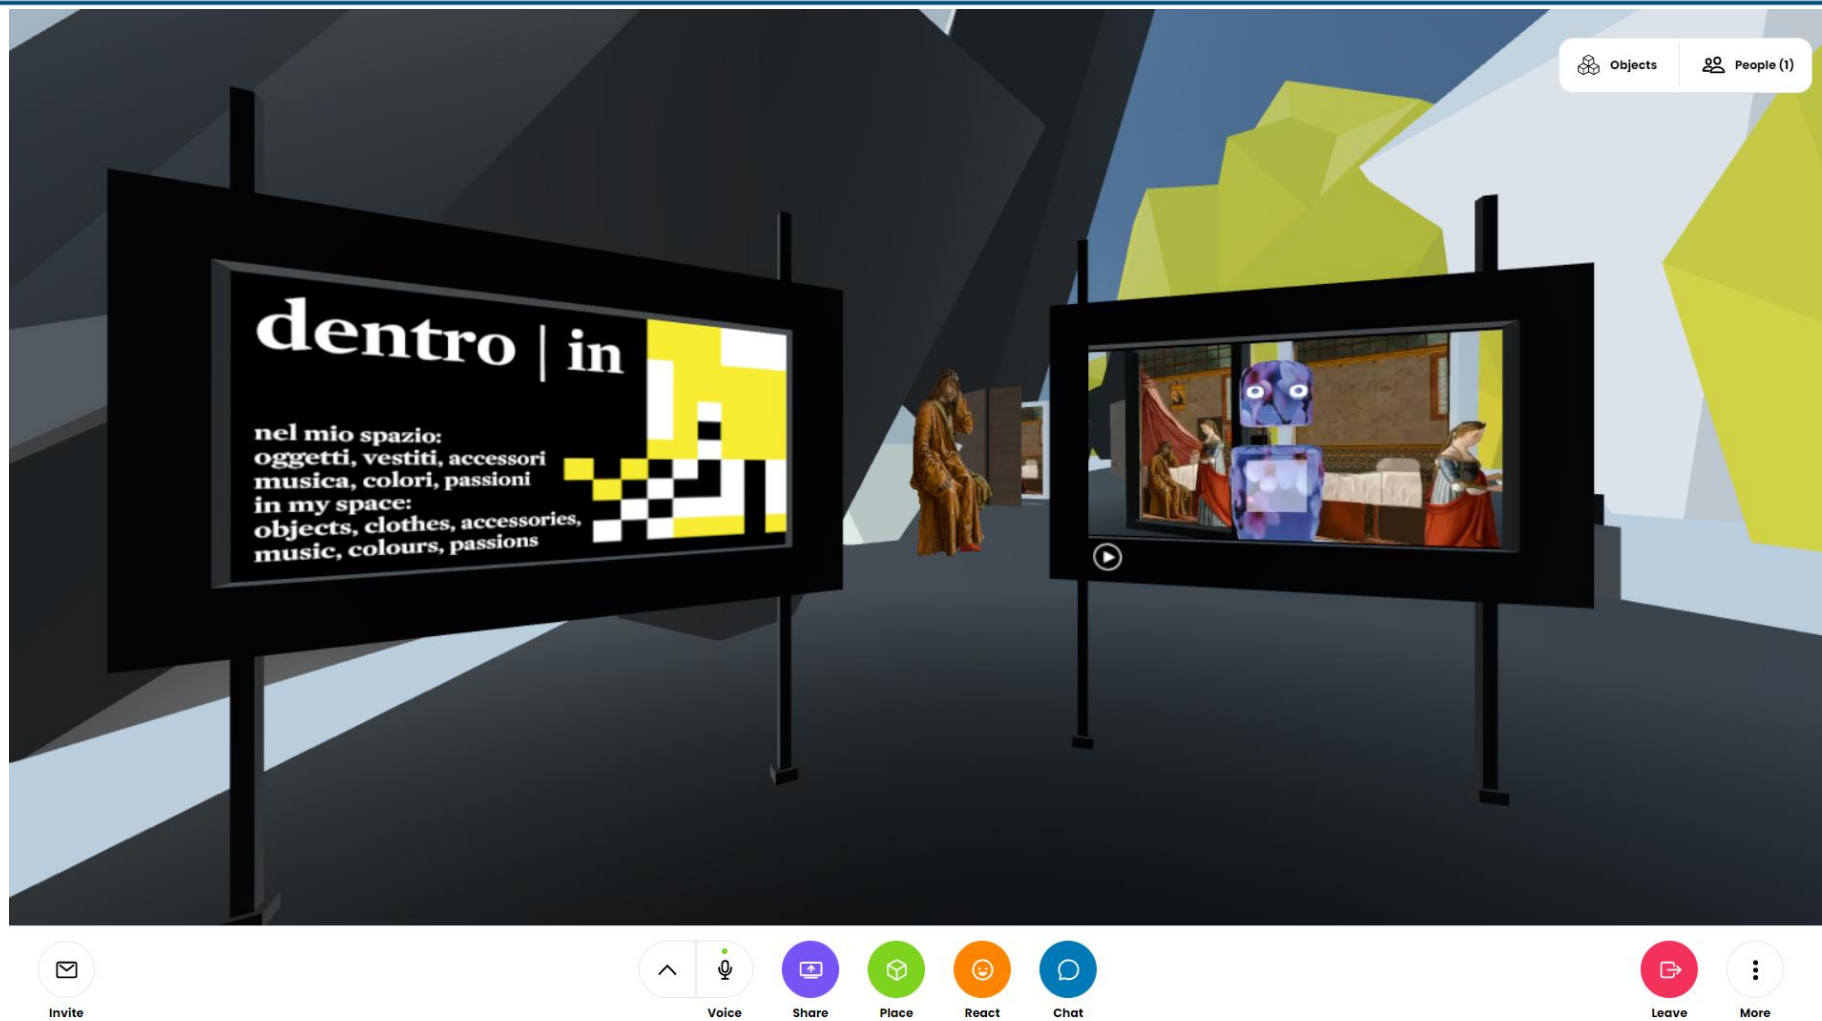 Objects
People (1)
dentro | in
nel mio spazio:
oggetti, vestiti, accessori
musica, colori, passioni
in my space:
objects, clothes, accessories,
music, colours, passions
Invite
Voice
Share
Place
React
Chat
Leave
More